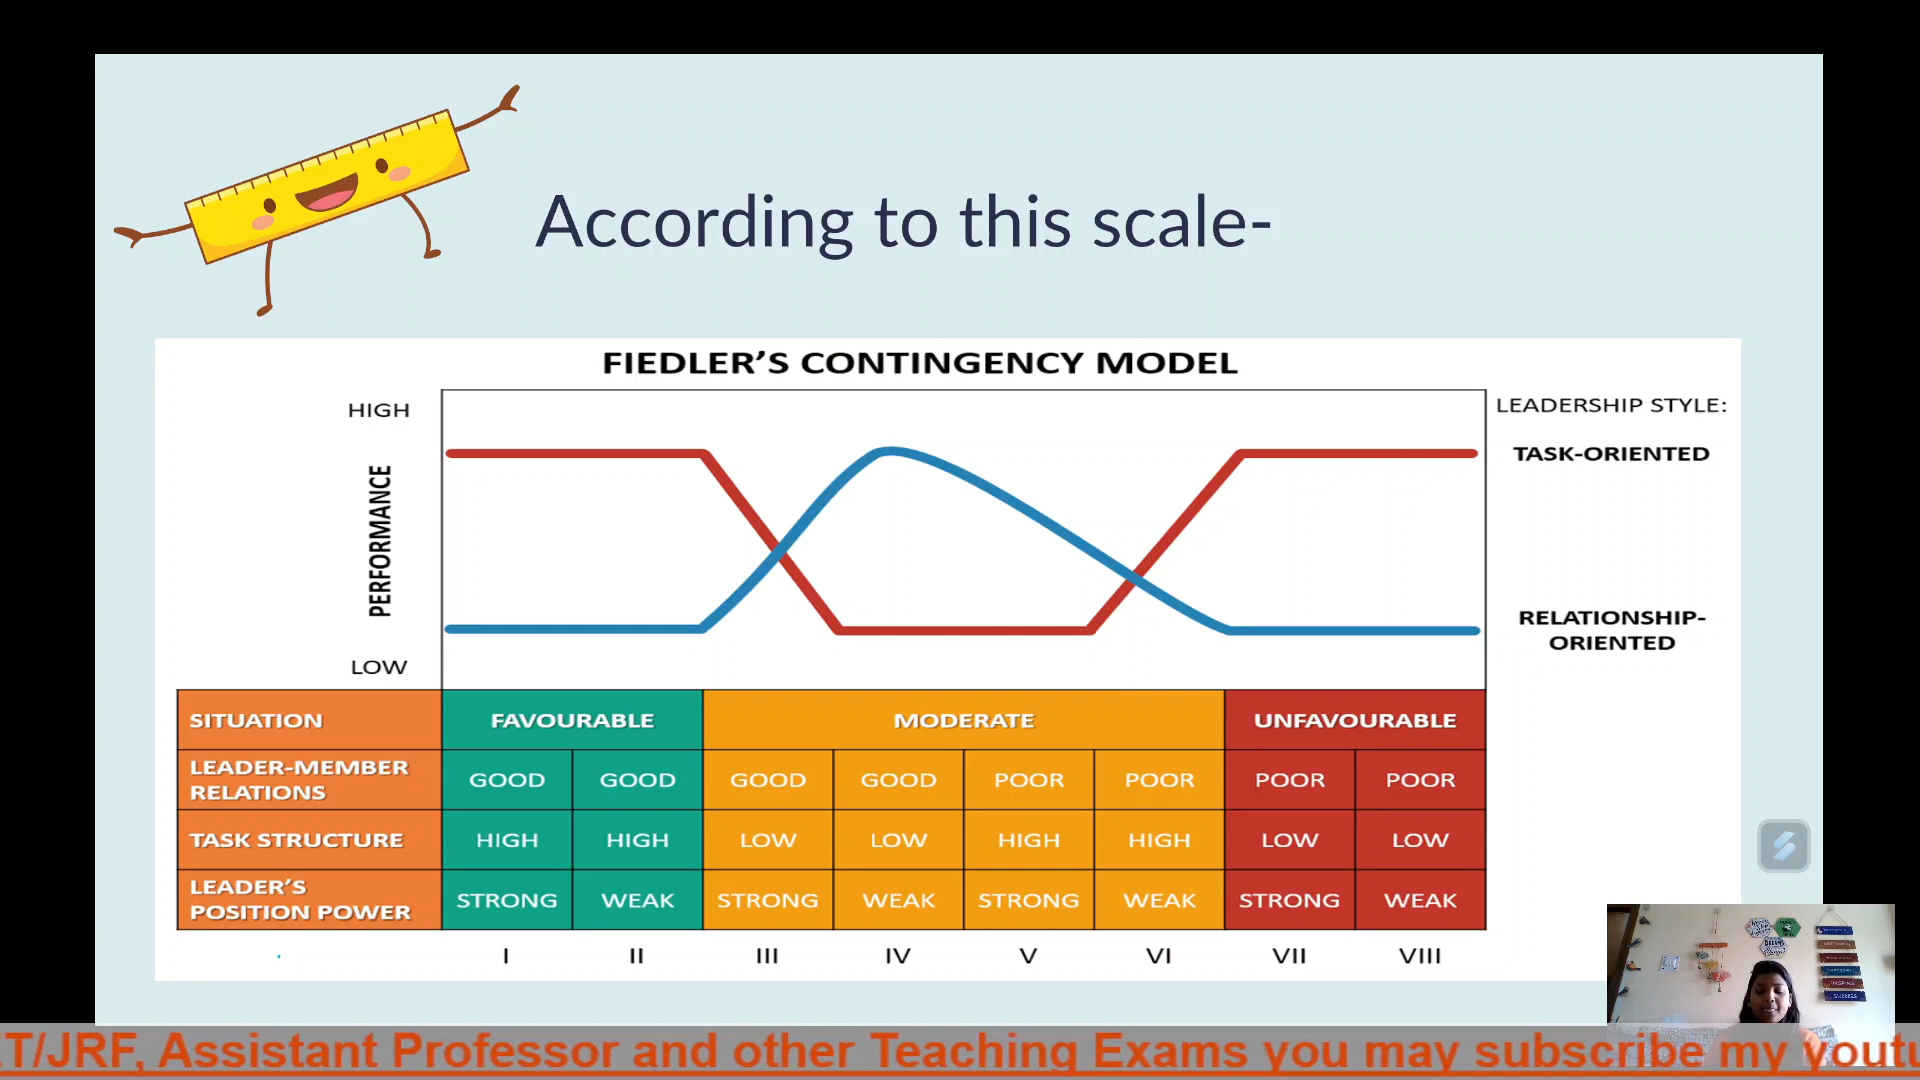 According to this scale-
FIEDLER’S CONTINGENCY MODEL
HIGH
PERFORMANCE
LOW
LEADERSHIP STYLE:
TASK-ORIENTED
RELATIONSHIP-
ORIENTED
SITUATION FAVOURABLE MODERATE UNFAVOURABLE
LEADER-MEMBER
RELATIONS GOOD GOOD GOOD GOOD POOR POOR POOR POOR
TASK STRUCTURE HIGH HIGH LOW LOW HIGH HIGH LOW LOW
LEADER’S
POSITION POWER STRONG WEAK STRONG WEAK STRONG WEAK STRONG WEAK
I II III IV V VI VII VIII
INSPIRE
SUCCESS
T/JRF, Assistant Professor and other Teaching Exams you may subscribe my youtu